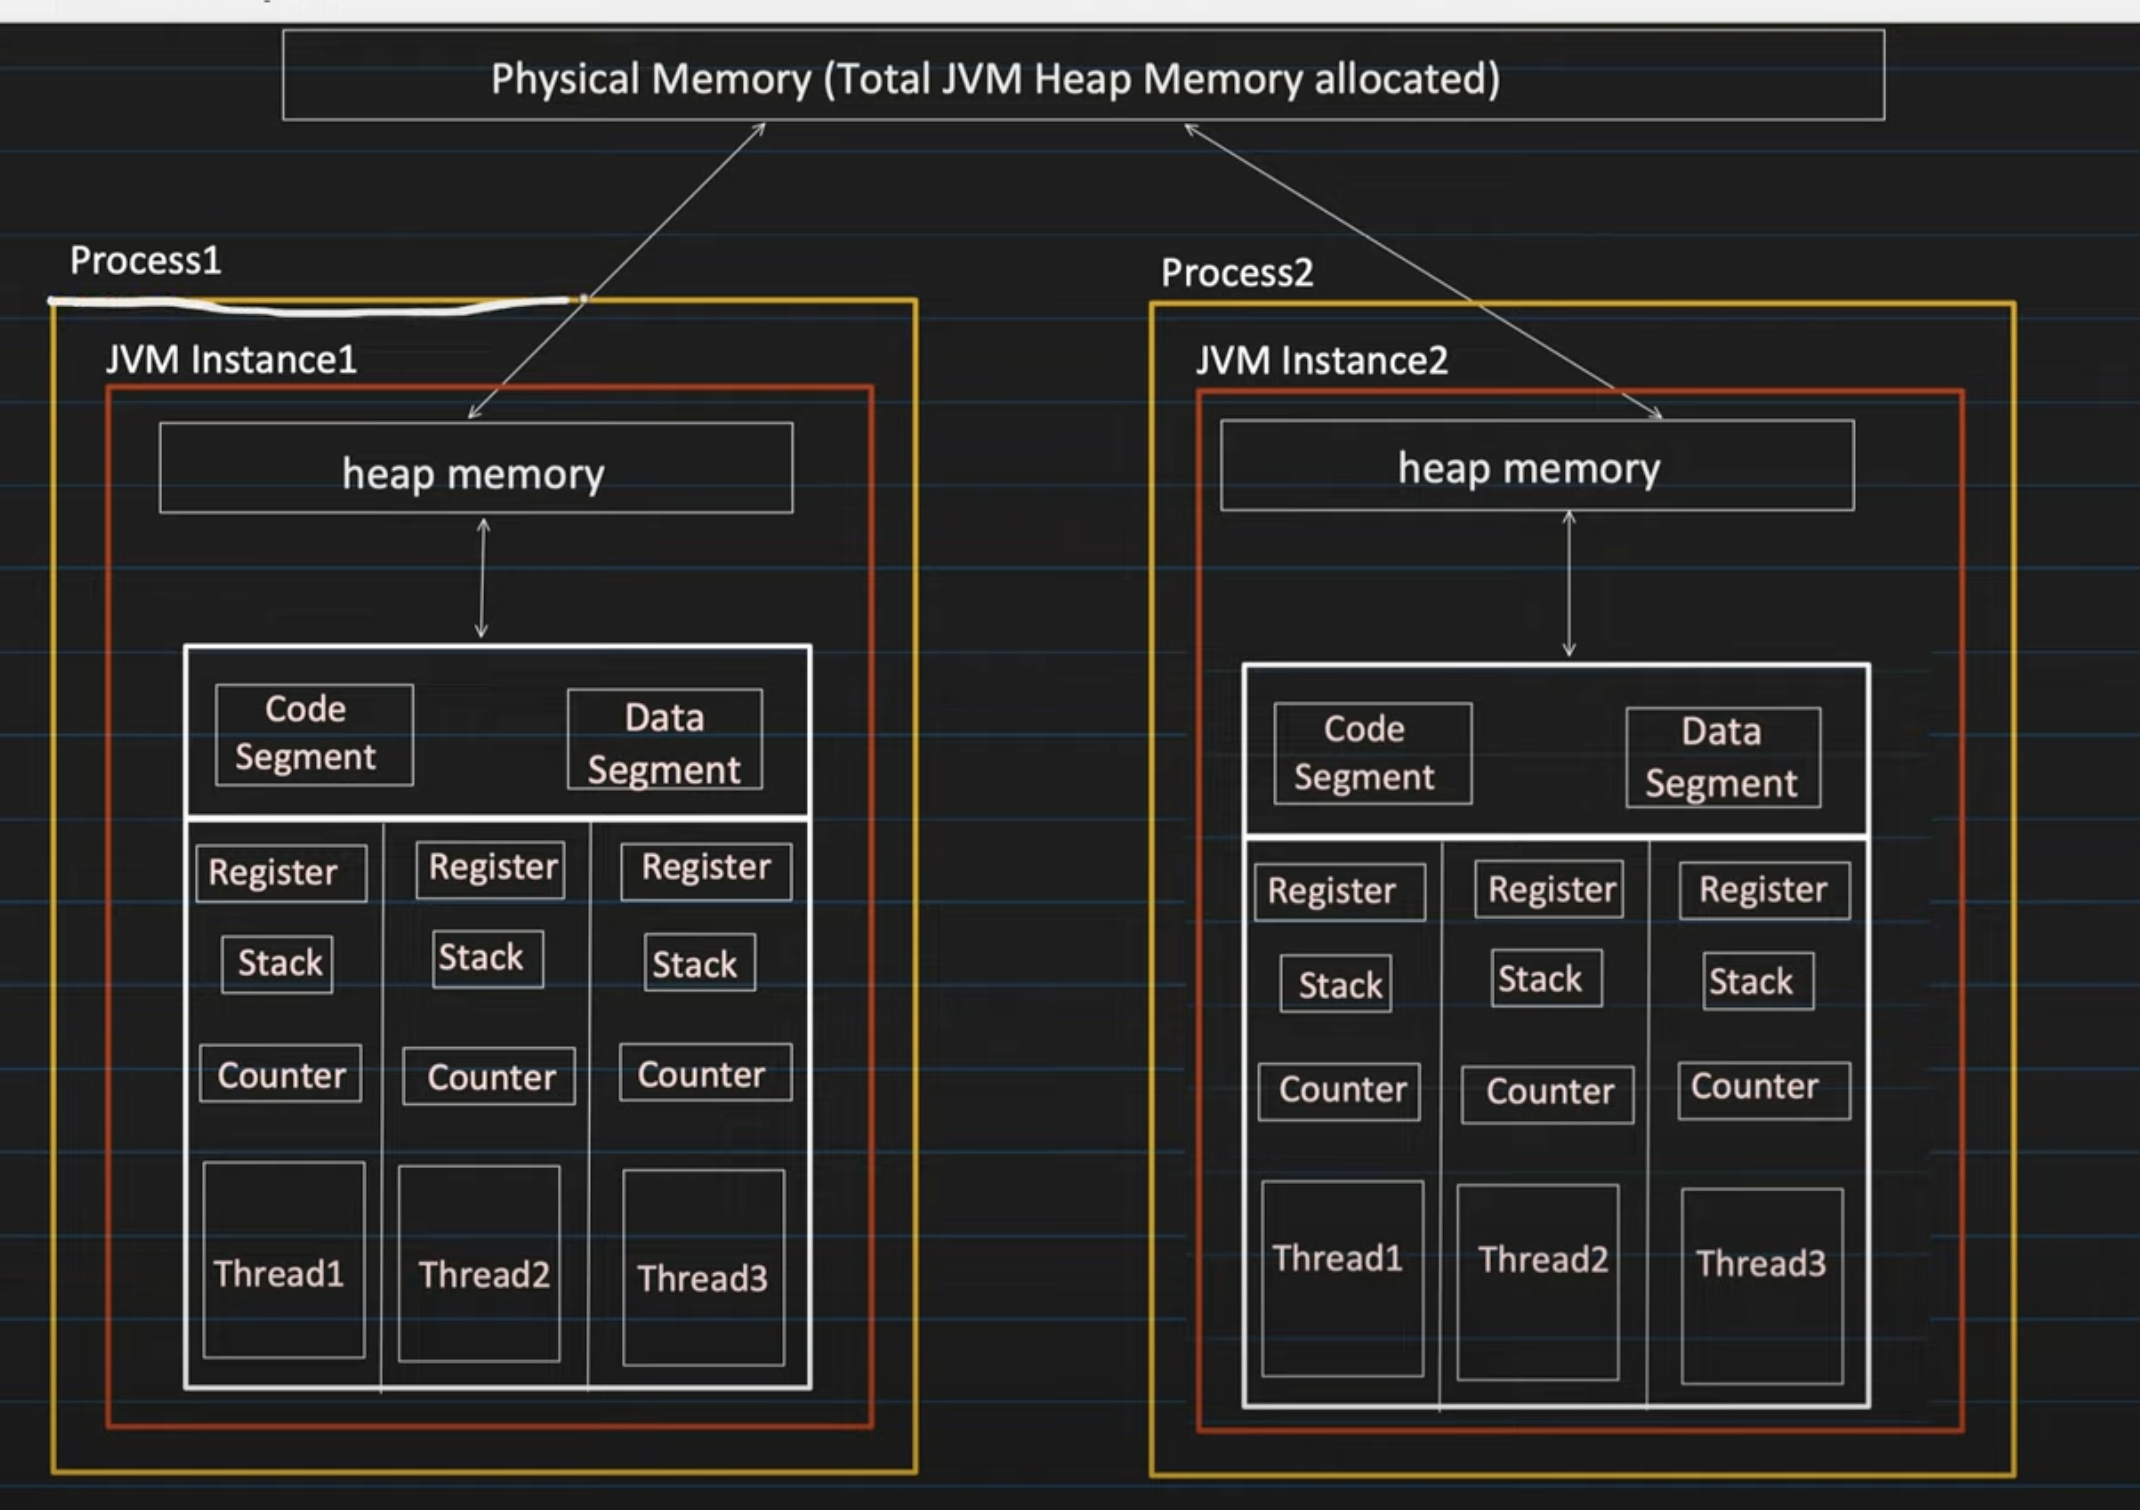 Physical Memory (Total JVM Heap Memory allocated)
Process1
JVM Instance1
heap memory
Code
Segment
Data
Segment
Register
Register
Register
Stack
Stack
Stack
Counter
Counter
Counter
Thread1
Thread2
Thread3
Process2
JVM Instance2
heap memory
Code
Segment
Data
Segment
Register
Register
Register
Stack
Stack
Stack
Counter
Counter
Counter
Thread1
Thread2
Thread3